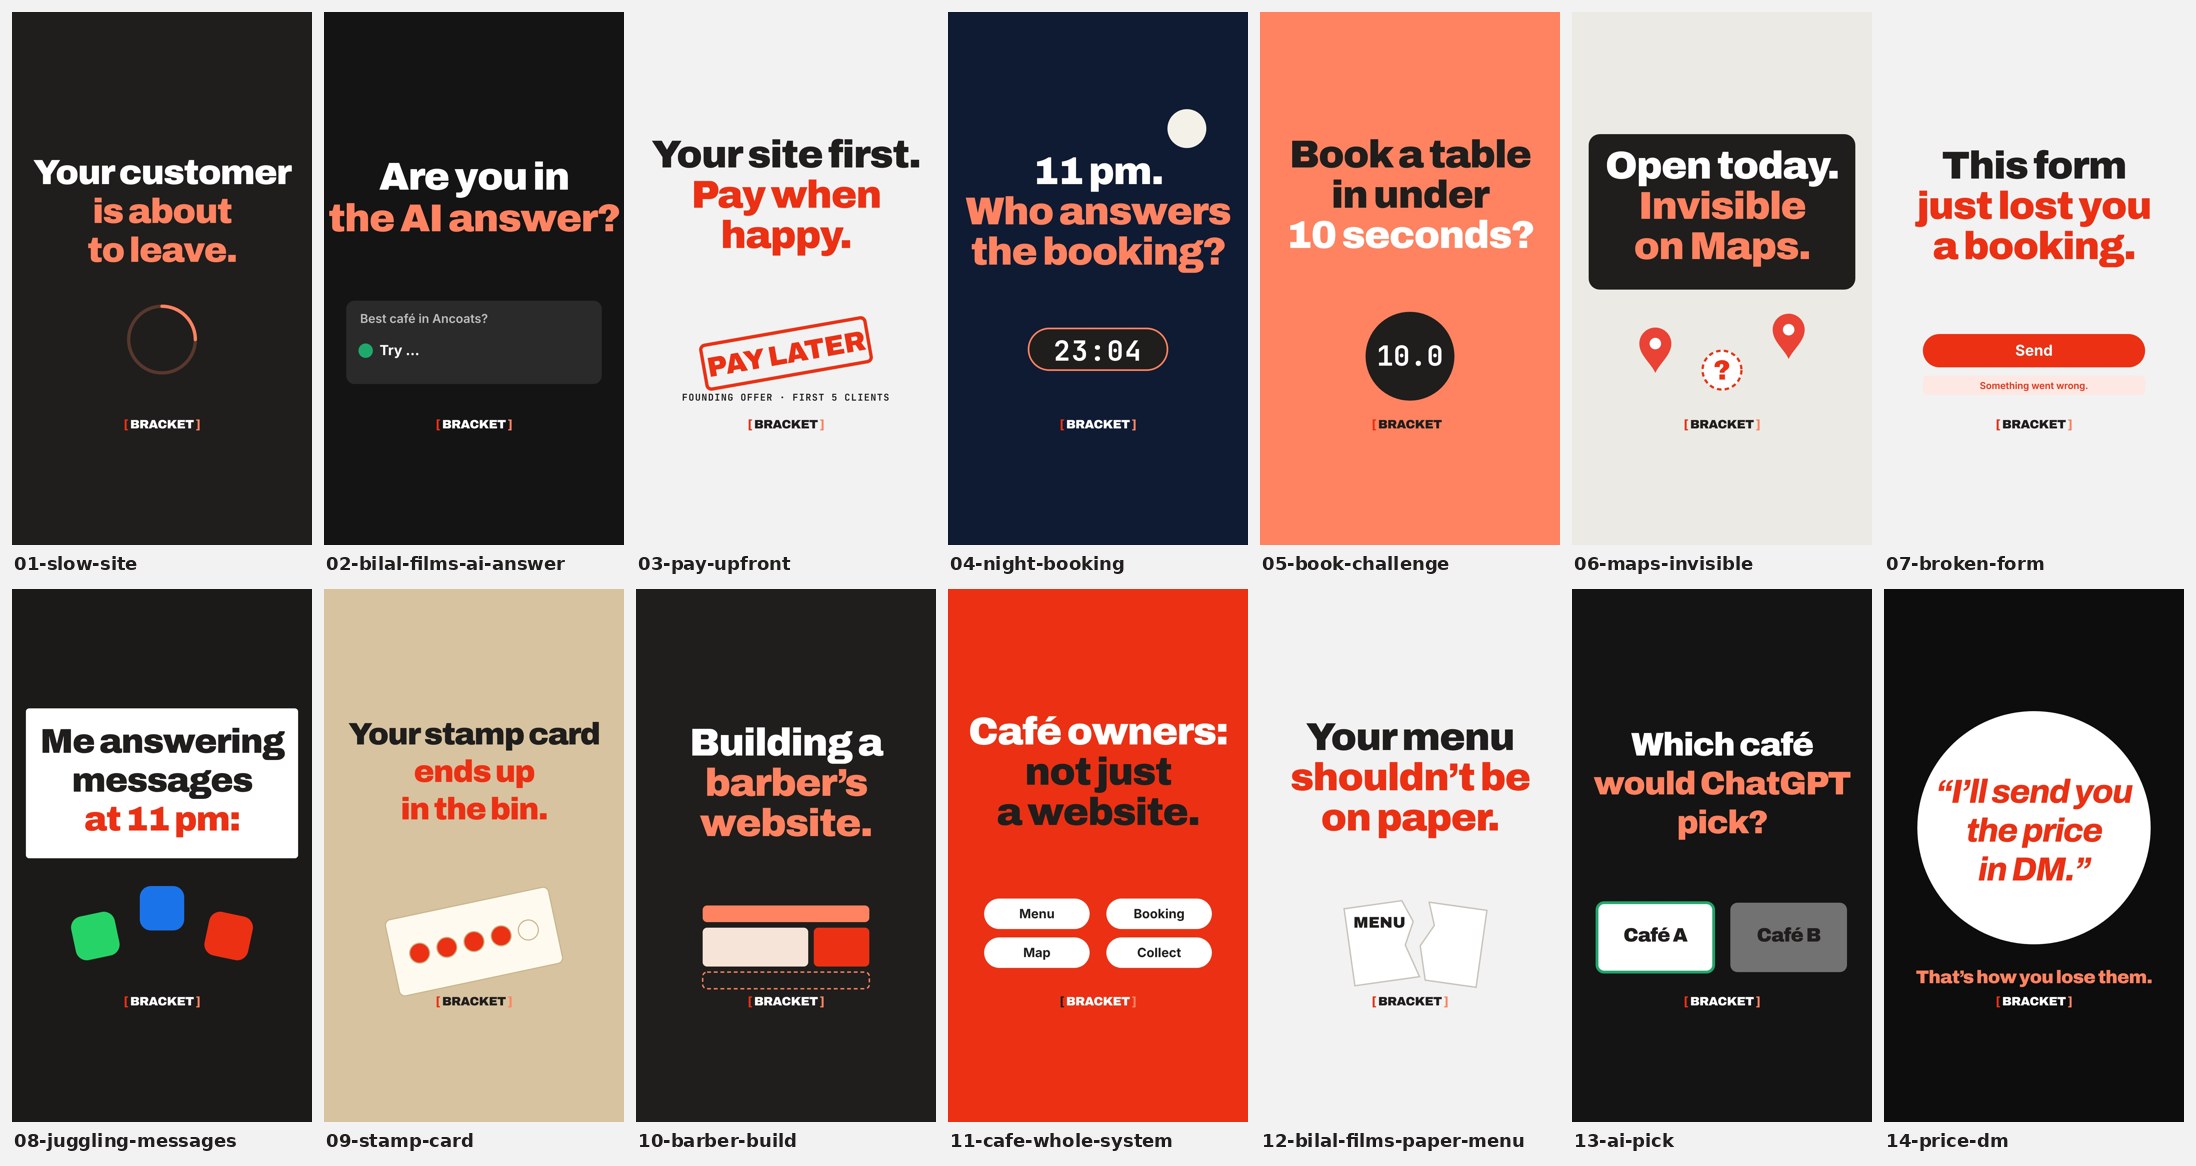 Your customer
is about
to leave.
[BRACKET]
01-slow-site
Are you in
the AI answer?
Best café in Ancoats?
Try ...
[BRACKET]
02-bilal-films-ai-answer
Your site first.
Pay when
happy.
PAY LATER
FOUNDING OFFER · FIRST 5 CLIENTS
[BRACKET]
03-pay-upfront
11 pm.
Who answers
the booking?
23:04
[BRACKET]
04-night-booking
Book a table
in under
10 seconds?
10.0
[BRACKET
05-book-challenge
Open today.
Invisible
on Maps.
?
[BRACKET]
06-maps-invisible
This form
just lost you
a booking.
Send
Something went wrong.
[BRACKET]
07-broken-form
Me answering
messages
at 11 pm:
[BRACKET]
08-juggling-messages
Your stamp card
ends up
in the bin.
[BRACKET]
09-stamp-card
Building a
barber’s
website.
[BRACKET]
10-barber-build
Café owners:
not just
a website.
Menu
Booking
Map
Collect
[BRACKET]
11-cafe-whole-system
Your menu
shouldn’t be
on paper.
MENU
[BRACKET]
12-bilal-films-paper-menu
Which café
would ChatGPT
pick?
Café A
Café B
[BRACKET]
13-ai-pick
“I’ll send you
the price
in DM.”
That’s how you lose them.
[BRACKET]
14-price-dm